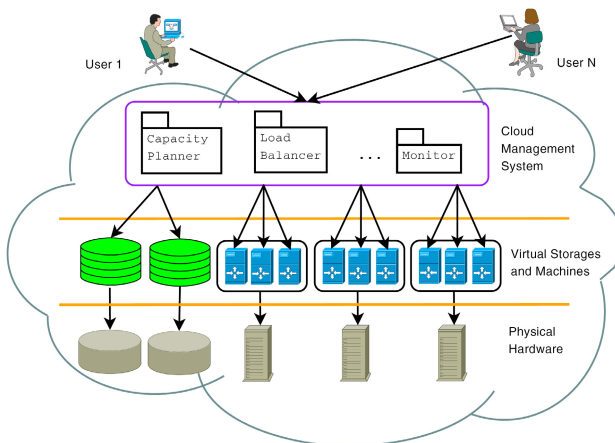 User 1
User N
Capacity
Planner
Load
Balancer
...
Monitor
Cloud
Management
System
Virtual Storages
and Machines
Physical
Hardware